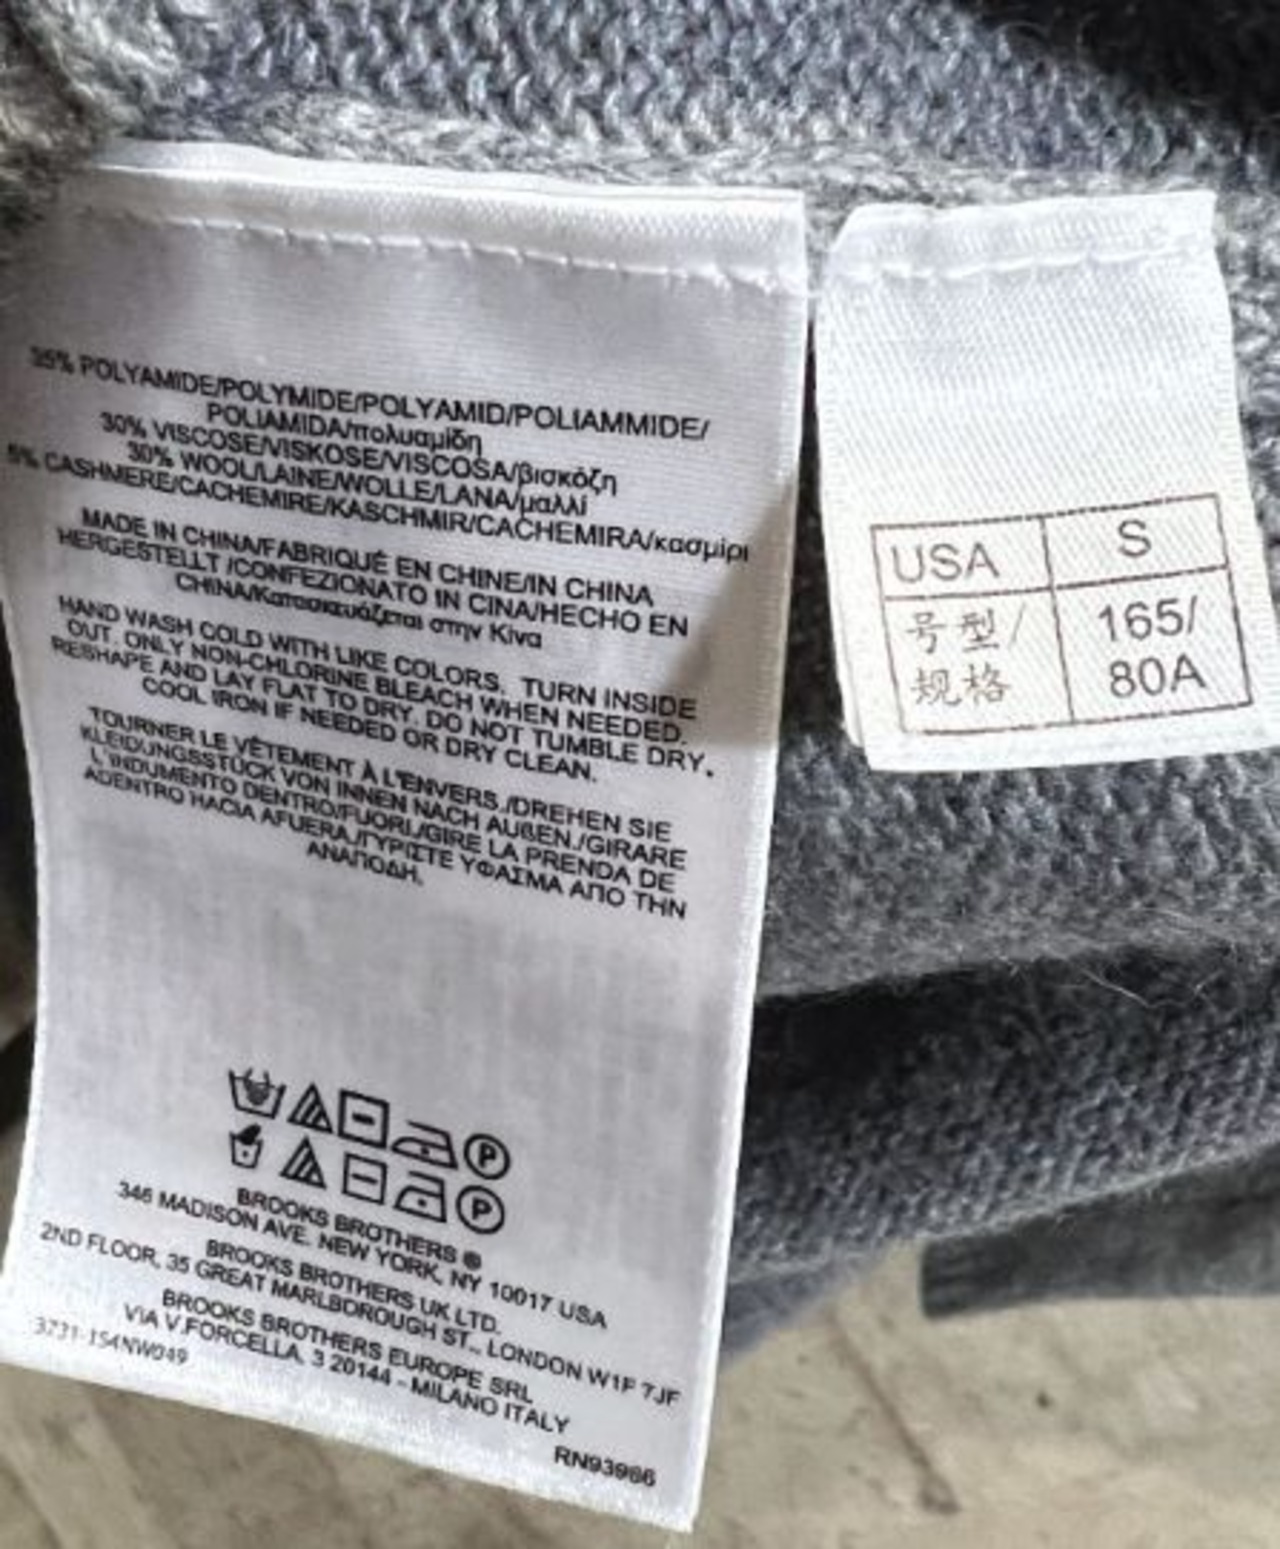 35% POLYAMIDE/POLYMIDE/POLYAMID/POLIAMMIDE/
POLIAMIDA/πολυαμίδη
30% VISCOSE/VISKOSE/VISCOSA/βισκόζη
30% WOOL/LAINE/WOLLE/LANA/μαλλί
5% CASHMERE/CACHEMIRE/KASCHMIR/CACHEMIRA/κασμίρι
MADE IN CHINA/FABRIQUÉ EN CHINE/IN CHINA
HERGESTELLT /CONFEZIONATO IN CINA/HECHO EN
CHINA/Κατασκευάζεται στην Κίνα
HAND WASH COLD WITH LIKE COLORS. TURN INSIDE
OUT. ONLY NON-CHLORINE BLEACH WHEN NEEDED.
RESHAPE AND LAY FLAT TO DRY. DO NOT TUMBLE DRY.
COOL IRON IF NEEDED OR DRY CLEAN.
TOURNER LE VÊTEMENT À L'ENVERS./DREHEN SIE
KLEIDUNGSSTÜCK VON INNEN NACH AUßEN./GIRARE
L'INDUMENTO DENTRO/FUORI./GIRE LA PRENDA DE
ADENTRO HACIA AFUERA./ΓΥΡΙΣΤΕ ΥΦΑΣΜΑ ΑΠΟ ΤΗΝ
ΑΝΑΠΟΔΗ.
P
P
BROOKS BROTHERS ®
346 MADISON AVE. NEW YORK, NY 10017 USA
BROOKS BROTHERS UK LTD.
2ND FLOOR, 35 GREAT MARLBOROUGH ST., LONDON W1F 7JF
BROOKS BROTHERS EUROPE SRL
VIA V.FORCELLA, 3 20144 - MILANO ITALY
3731-154NW049
RN93986
USA S
号型/ 165/
规格 80A